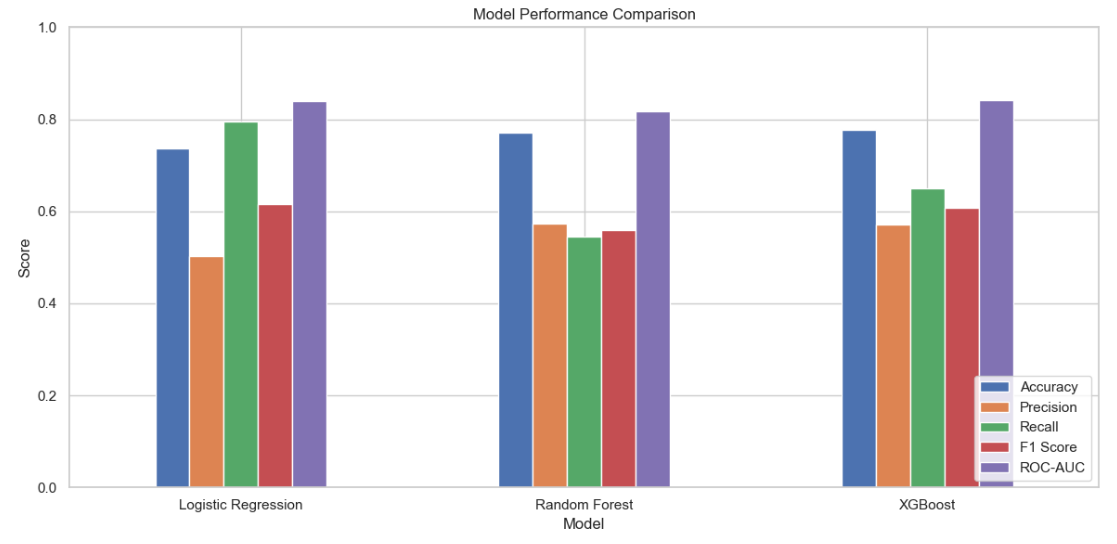 Model Performance Comparison
1.0
0.8
0.6
0.4
0.2
0.0
Score
Logistic Regression
Random Forest
XGBoost
Model
Accuracy
Precision
Recall
F1 Score
ROC-AUC